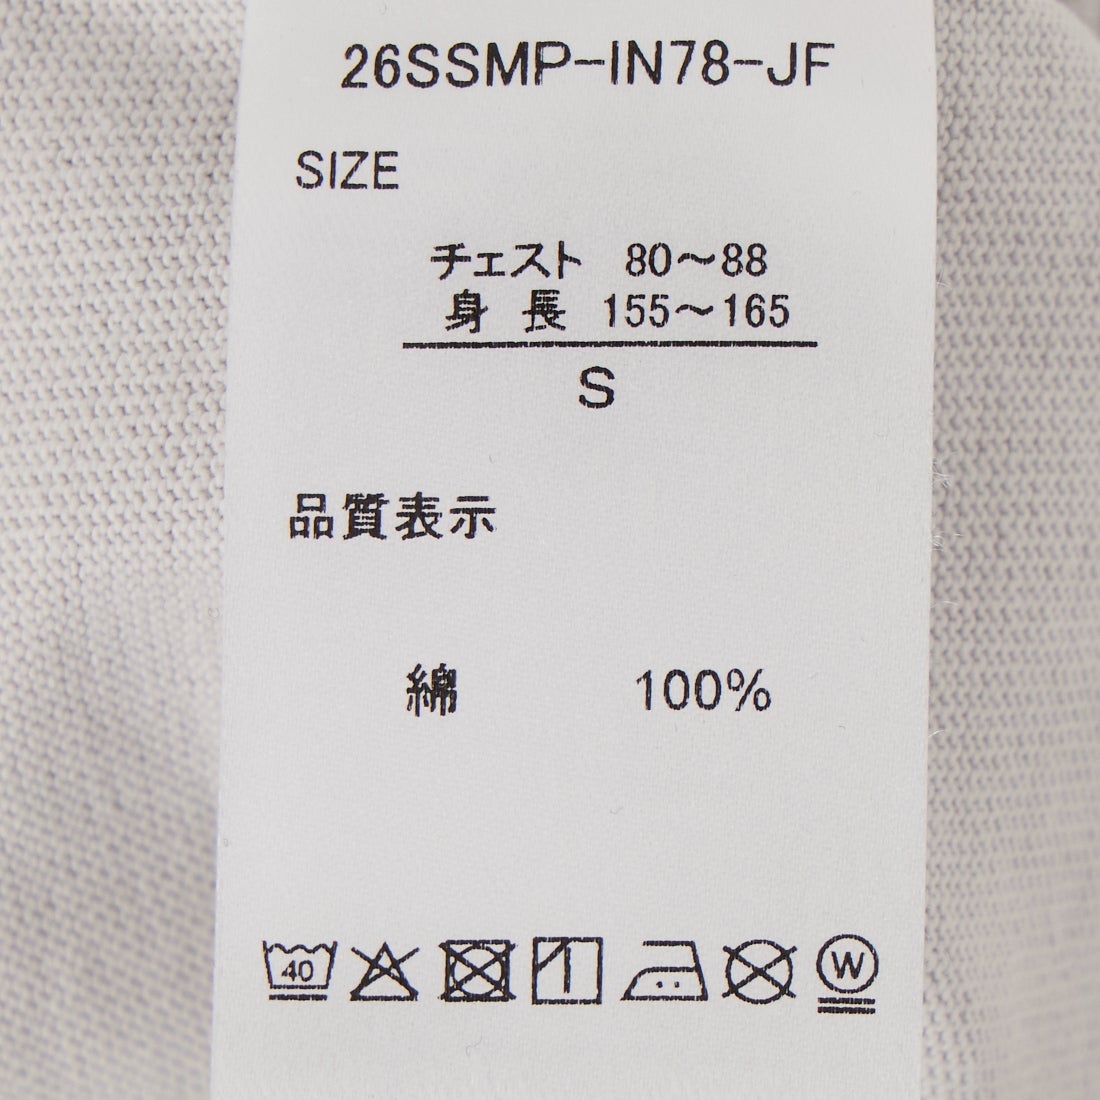 26SSMP-IN78-JF
SIZE
チェスト 80～88
身 長 155～165
S
品質表示
綿 100%
40
W